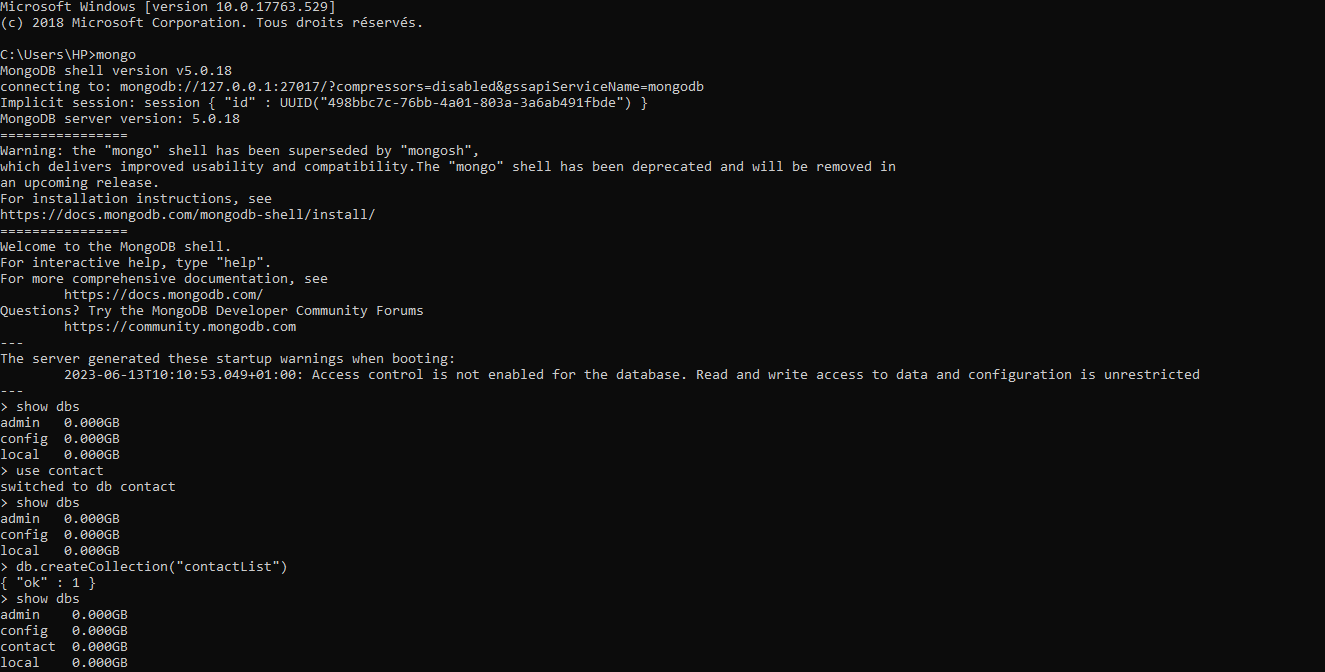 Microsoft Windows [version 10.0.17763.529]
(c) 2018 Microsoft Corporation. Tous droits réservés.
C:\Users\HP>mongo
MongoDB shell version v5.0.18
connecting to: mongodb://127.0.0.1:27017/?compressors=disabled&gssapiServiceName=mongodb
Implicit session: session { "id" : UUID("498bbc7c-76bb-4a01-803a-3a6ab491fbde") }
MongoDB server version: 5.0.18
================
Warning: the "mongo" shell has been superseded by "mongosh",
which delivers improved usability and compatibility.The "mongo" shell has been deprecated and will be removed in
an upcoming release.
For installation instructions, see
https://docs.mongodb.com/mongodb-shell/install/
================
Welcome to the MongoDB shell.
For interactive help, type "help".
For more comprehensive documentation, see
        https://docs.mongodb.com/
Questions? Try the MongoDB Developer Community Forums
        https://community.mongodb.com
---
The server generated these startup warnings when booting:
        2023-06-13T10:10:53.049+01:00: Access control is not enabled for the database. Read and write access to data and configuration is unrestricted
---
> show dbs
admin   0.000GB
config  0.000GB
local   0.000GB
> use contact
switched to db contact
> show dbs
admin   0.000GB
config  0.000GB
local   0.000GB
> db.createCollection("contactList")
{ "ok" : 1 }
> show dbs
admin    0.000GB
config   0.000GB
contact  0.000GB
local    0.000GB